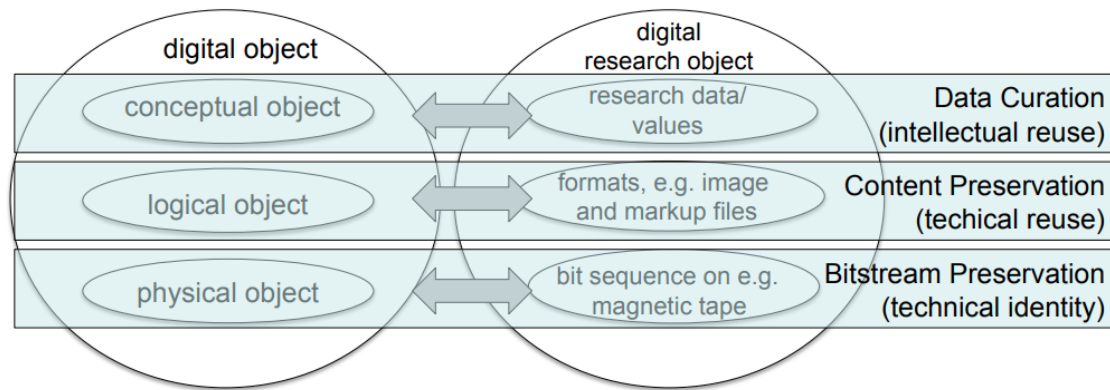 digital object
digital
research object
conceptual object
research data/
values
Data Curation
(intellectual reuse)
logical object
formats, e.g. image
and markup files
Content Preservation
(techical reuse)
physical object
bit sequence on e.g.
magnetic tape
Bitstream Preservation
(technical identity)